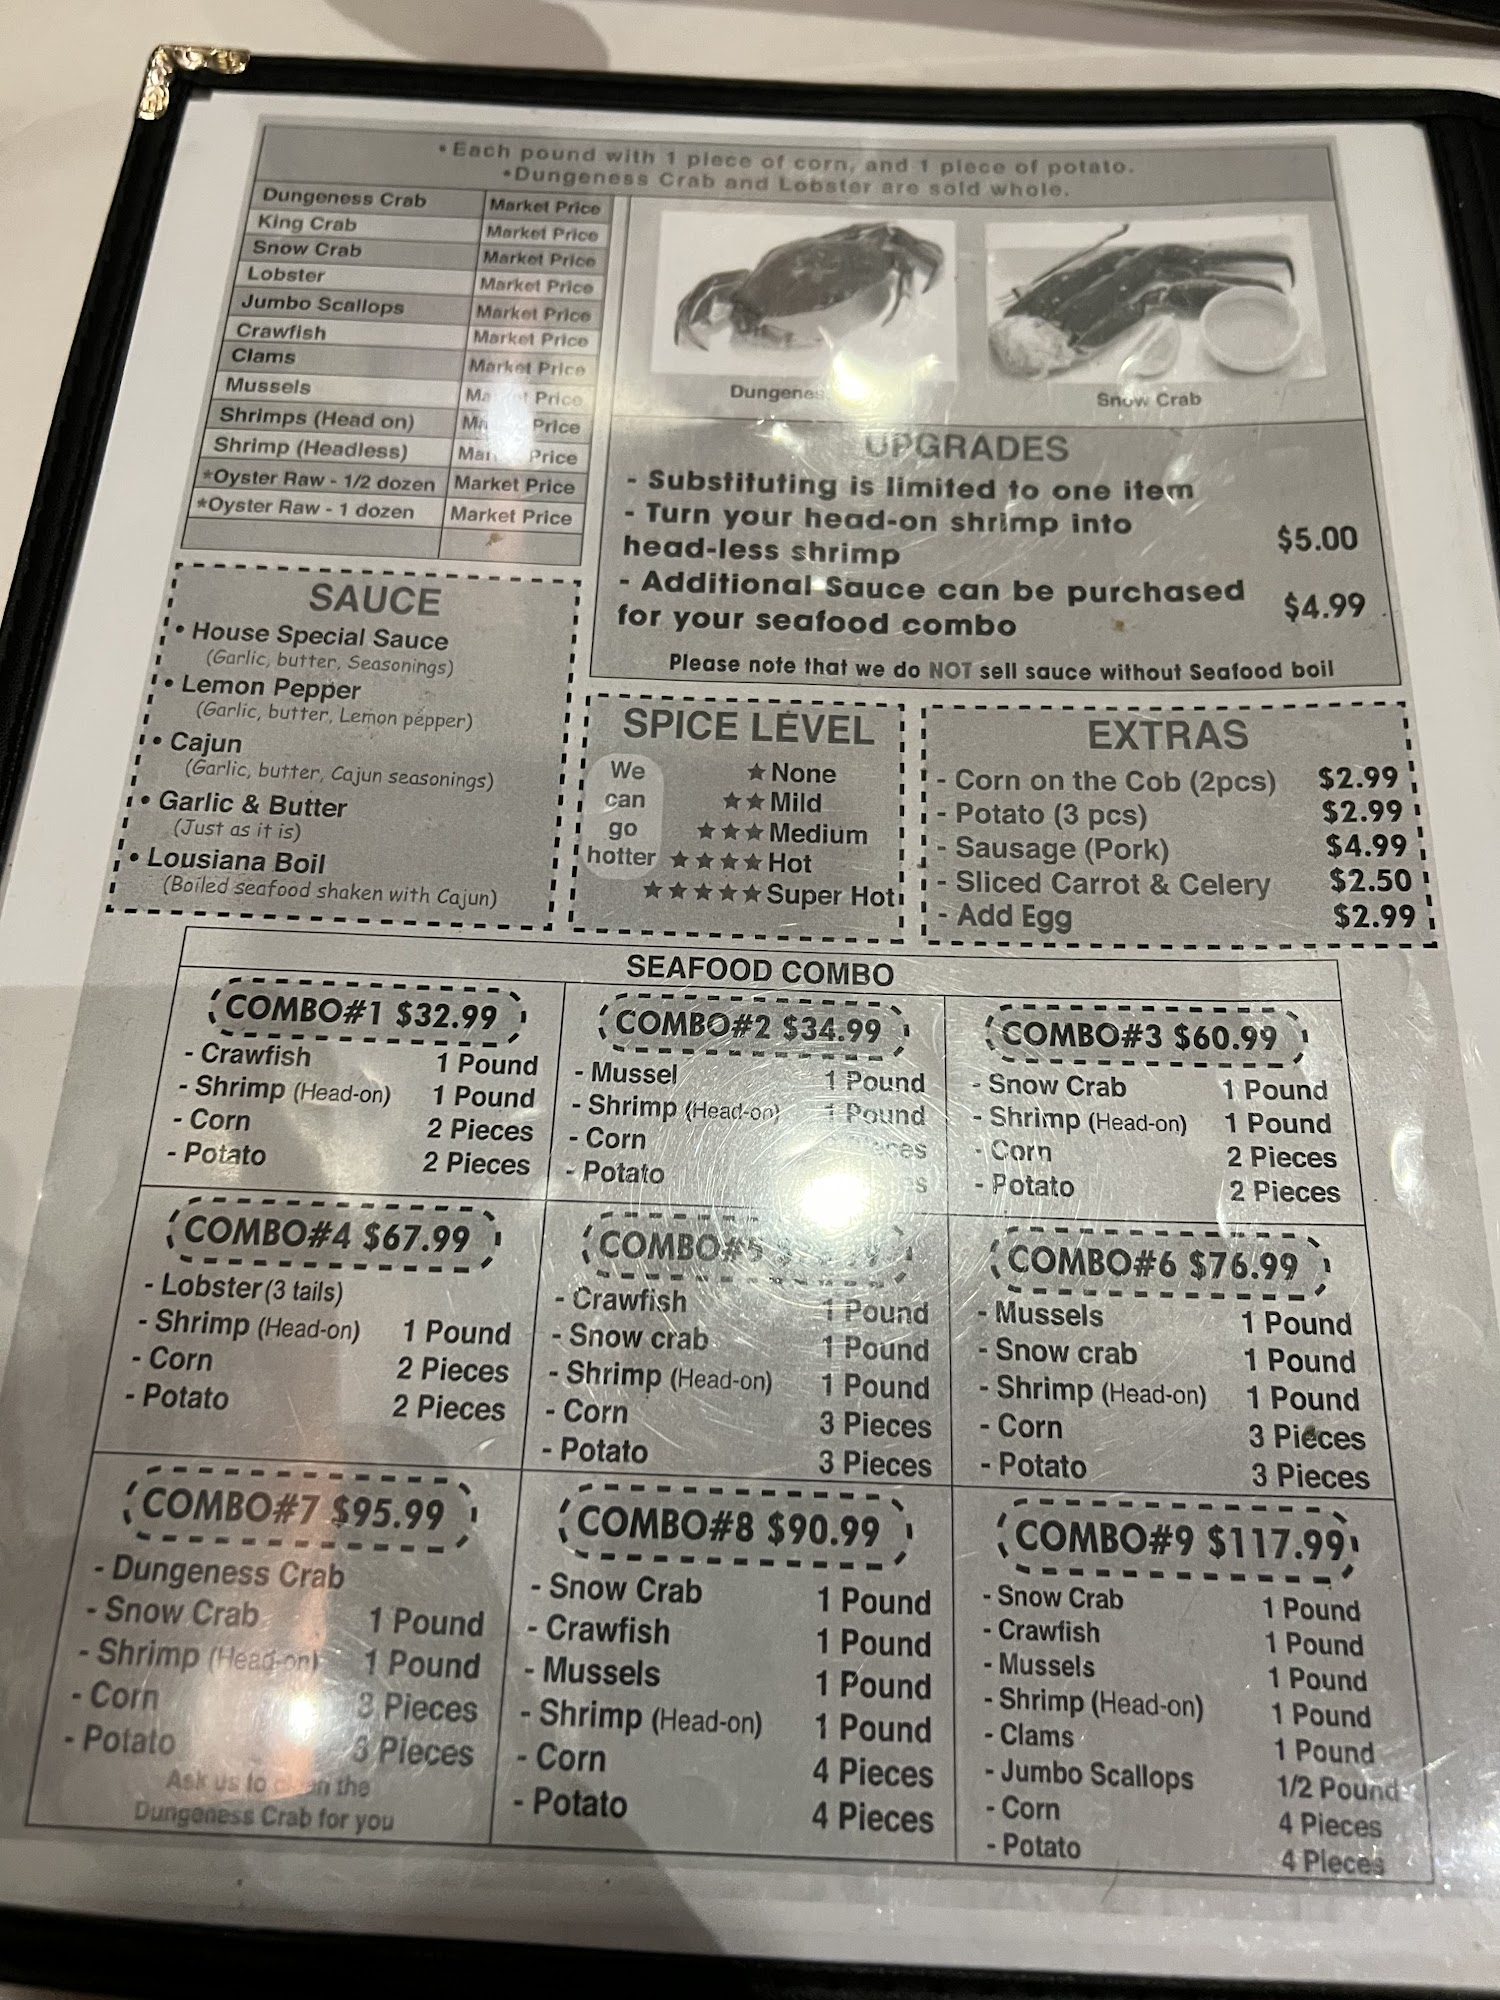 •Each pound with 1 piece of corn, and 1 piece of potato.
•Dungeness Crab and Lobster are sold whole.
Dungeness Crab Market Price
King Crab Market Price
Snow Crab Market Price
Lobster Market Price
Jumbo Scallops Market Price
Crawfish Market Price
Clams Market Price
Mussels Price
Shrimps (Head on) Price
Shrimp (Headless) Price
*Oyster Raw - 1/2 dozen Market Price
*Oyster Raw - 1 dozen Market Price
Snow Crab
UPGRADES
- Substituting is limited to one item
- Turn your head-on shrimp into
head-less shrimp $5.00
- Additional Sauce can be purchased
for your seafood combo $4.99
Please note that we do NOT sell sauce without Seafood boil
SAUCE
• House Special Sauce
(Garlic, butter, Seasonings)
• Lemon Pepper
(Garlic, butter, Lemon pepper)
• Cajun
(Garlic, butter, Cajun seasonings)
• Garlic & Butter
(Just as it is)
• Lousiana Boil
(Boiled seafood shaken with Cajun)
SPICE LEVEL
We
can
go
hotter
★ None
★★ Mild
★★★ Medium
★★★★ Hot
★★★★★ Super Hot
EXTRAS
- Corn on the Cob (2pcs) $2.99
- Potato (3 pcs) $2.99
- Sausage (Pork) $4.99
- Sliced Carrot & Celery $2.50
- Add Egg $2.99
SEAFOOD COMBO
COMBO#1 $32.99
- Crawfish 1 Pound
- Shrimp (Head-on) 1 Pound
- Corn 2 Pieces
- Potato 2 Pieces
COMBO#2 $34.99
- Mussel 1 Pound
- Shrimp (Head-on) 1 Pound
- Corn
- Potato
COMBO#3 $60.99
- Snow Crab 1 Pound
- Shrimp (Head-on) 1 Pound
- Corn 2 Pieces
- Potato 2 Pieces
COMBO#4 $67.99
- Lobster (3 tails)
- Shrimp (Head-on) 1 Pound
- Corn 2 Pieces
- Potato 2 Pieces
COMBO#5
- Crawfish 1 Pound
- Snow crab 1 Pound
- Shrimp (Head-on) 1 Pound
- Corn 3 Pieces
- Potato 3 Pieces
COMBO#6 $76.99
- Mussels 1 Pound
- Snow crab 1 Pound
- Shrimp (Head-on) 1 Pound
- Corn 3 Pieces
- Potato 3 Pieces
COMBO#7 $95.99
- Dungeness Crab
- Snow Crab 1 Pound
- Shrimp (Head-on) 1 Pound
- Corn 3 Pieces
- Potato 3 Pieces
Ask us to clean the
Dungeness Crab for you
COMBO#8 $90.99
- Snow Crab 1 Pound
- Crawfish 1 Pound
- Mussels 1 Pound
- Shrimp (Head-on) 1 Pound
- Corn 4 Pieces
- Potato 4 Pieces
COMBO#9 $117.99
- Snow Crab 1 Pound
- Crawfish 1 Pound
- Mussels 1 Pound
- Shrimp (Head-on) 1 Pound
- Clams 1 Pound
- Jumbo Scallops 1/2 Pound
- Corn 4 Pieces
- Potato 4 Pieces